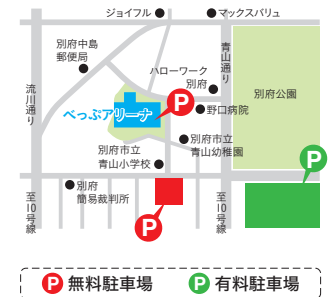 ジョイフル
マックスバリュ
別府中島
郵便局
青山通り
ハローワーク
別府
流川通り
べっぷアリーナ
P
野口病院
別府公園
別府市立
青山幼稚園
別府市立
青山小学校
P
別府
簡易裁判所
至10号線
P
至10号線
P 無料駐車場
P 有料駐車場